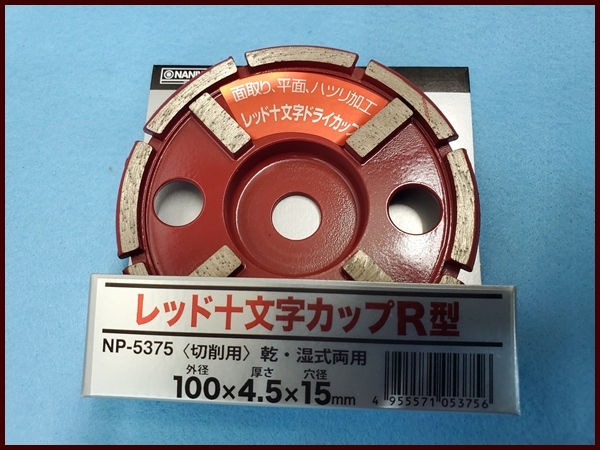 面取り、平面、ハツリ加工
レッド十文字ドライカップ
レッド十文字カップR型
NP-5375〈切削用〉乾・湿式両用
外径 厚さ 穴径
100×4.5×15mm
4 955571 053756